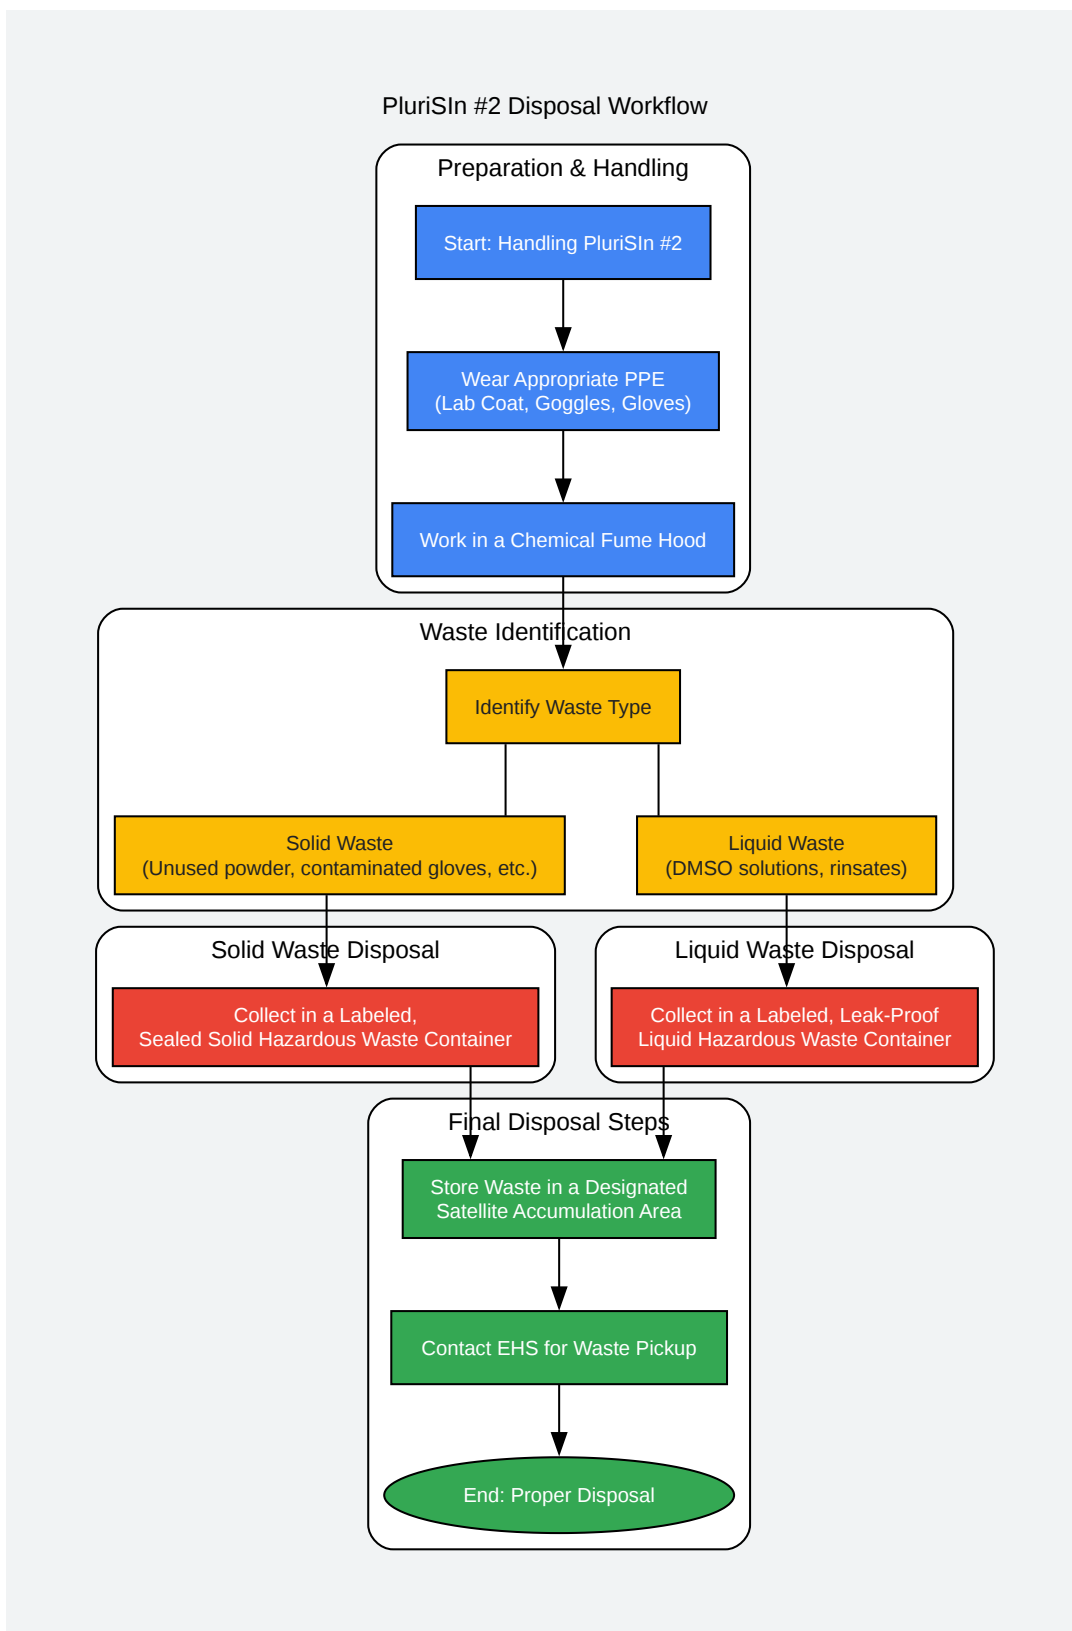 PluriSIn #2 Disposal Workflow
Preparation & Handling
Start: Handling PluriSIn #2
Wear Appropriate PPE
(Lab Coat, Goggles, Gloves)
Work in a Chemical Fume Hood
Waste Identification
Identify Waste Type
Solid Waste
(Unused powder, contaminated gloves, etc.)
Liquid Waste
(DMSO solutions, rinsates)
Solid Waste Disposal
Collect in a Labeled,
Sealed Solid Hazardous Waste Container
Liquid Waste Disposal
Collect in a Labeled, Leak-Proof
Liquid Hazardous Waste Container
Final Disposal Steps
Store Waste in a Designated
Satellite Accumulation Area
Contact EHS for Waste Pickup
End: Proper Disposal